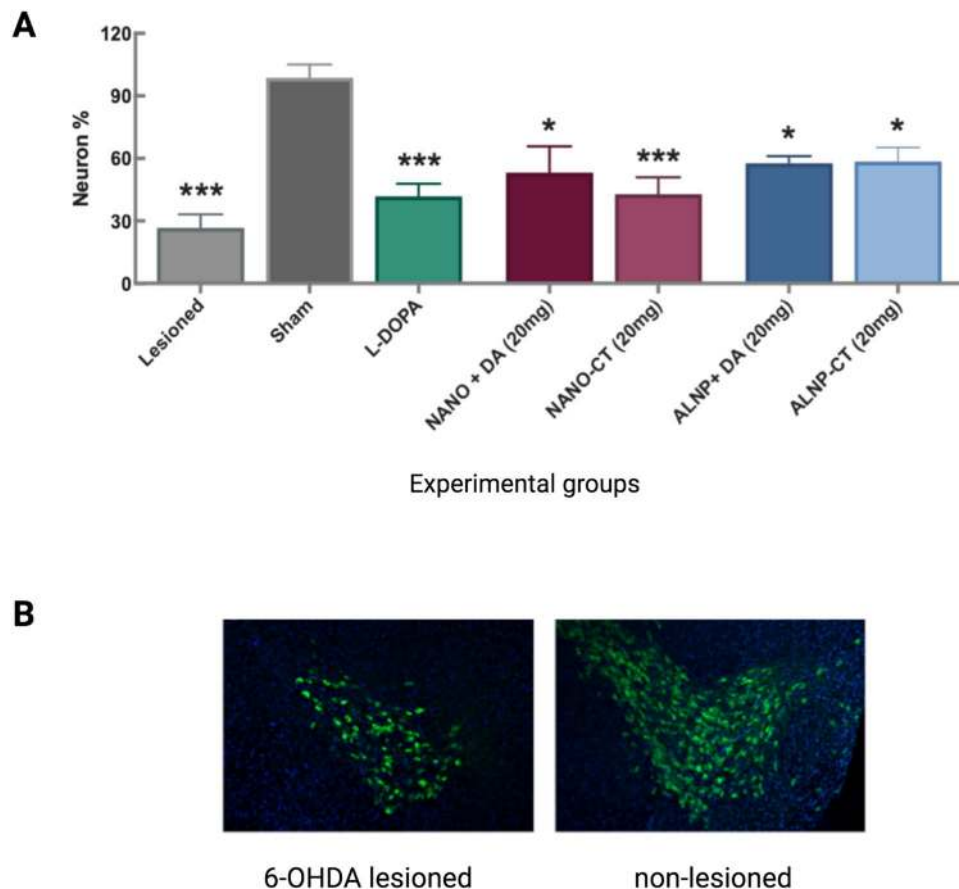 A
Neuron %
120
90
60
30
0
***
***
*
***
*
*
Lesioned
Sham
L-DOPA
NANO + DA (20mg)
NANO-CT (20mg)
ALNP+ DA (20mg)
ALNP-CT (20mg)
Experimental groups
B
6-OHDA lesioned
non-lesioned